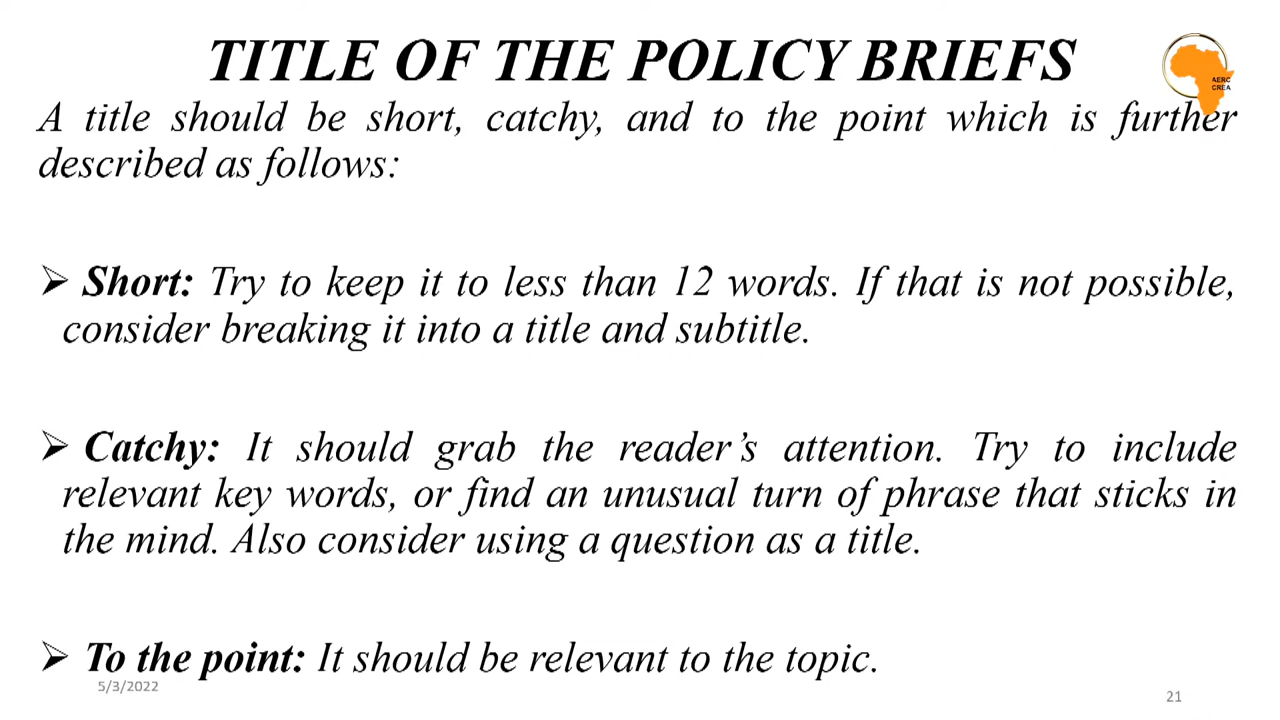 TITLE OF THE POLICY BRIEFS
AERC
CREA
A title should be short, catchy, and to the point which is further
described as follows:
➢ Short: Try to keep it to less than 12 words. If that is not possible,
consider breaking it into a title and subtitle.
➢ Catchy: It should grab the reader’s attention. Try to include
relevant key words, or find an unusual turn of phrase that sticks in
the mind. Also consider using a question as a title.
➢ To the point: It should be relevant to the topic.
5/3/2022
21